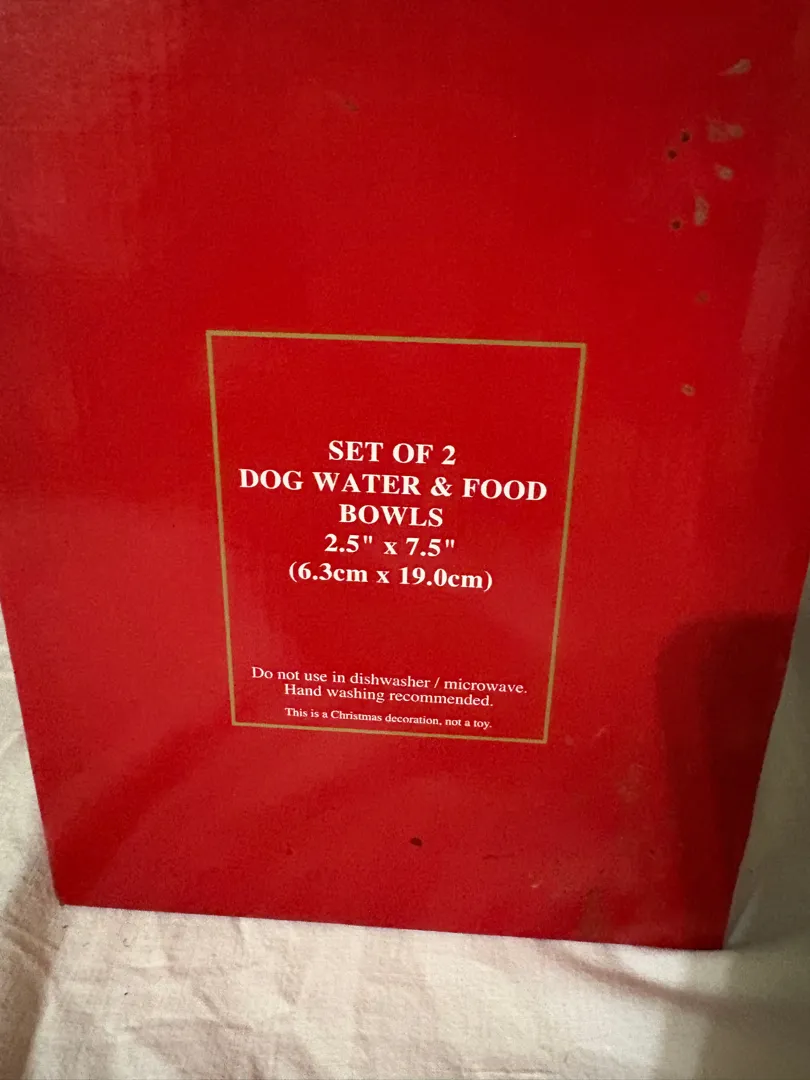 SET OF 2
DOG WATER & FOOD
BOWLS
2.5" x 7.5"
(6.3cm x 19.0cm)
Do not use in dishwasher / microwave.
Hand washing recommended.
This is a Christmas decoration, not a toy.